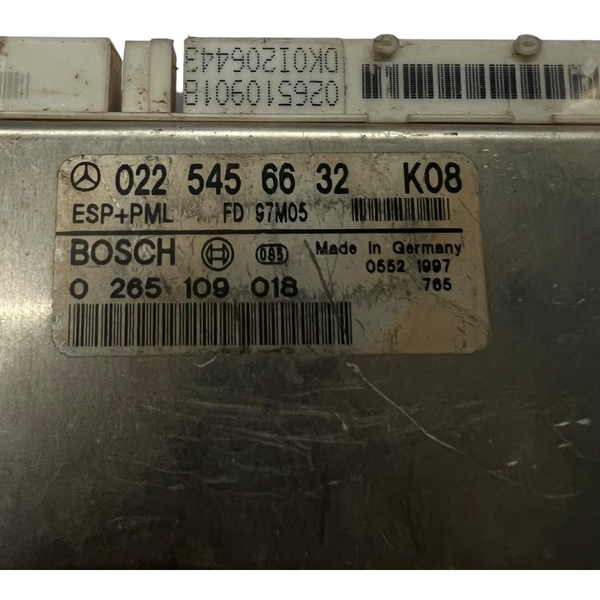 DK01206443
0265109018
022 545 66 32 K08
ESP+PML FD 97M05
BOSCH 085 Made in Germany
0552 1997
0 265 109 018 765